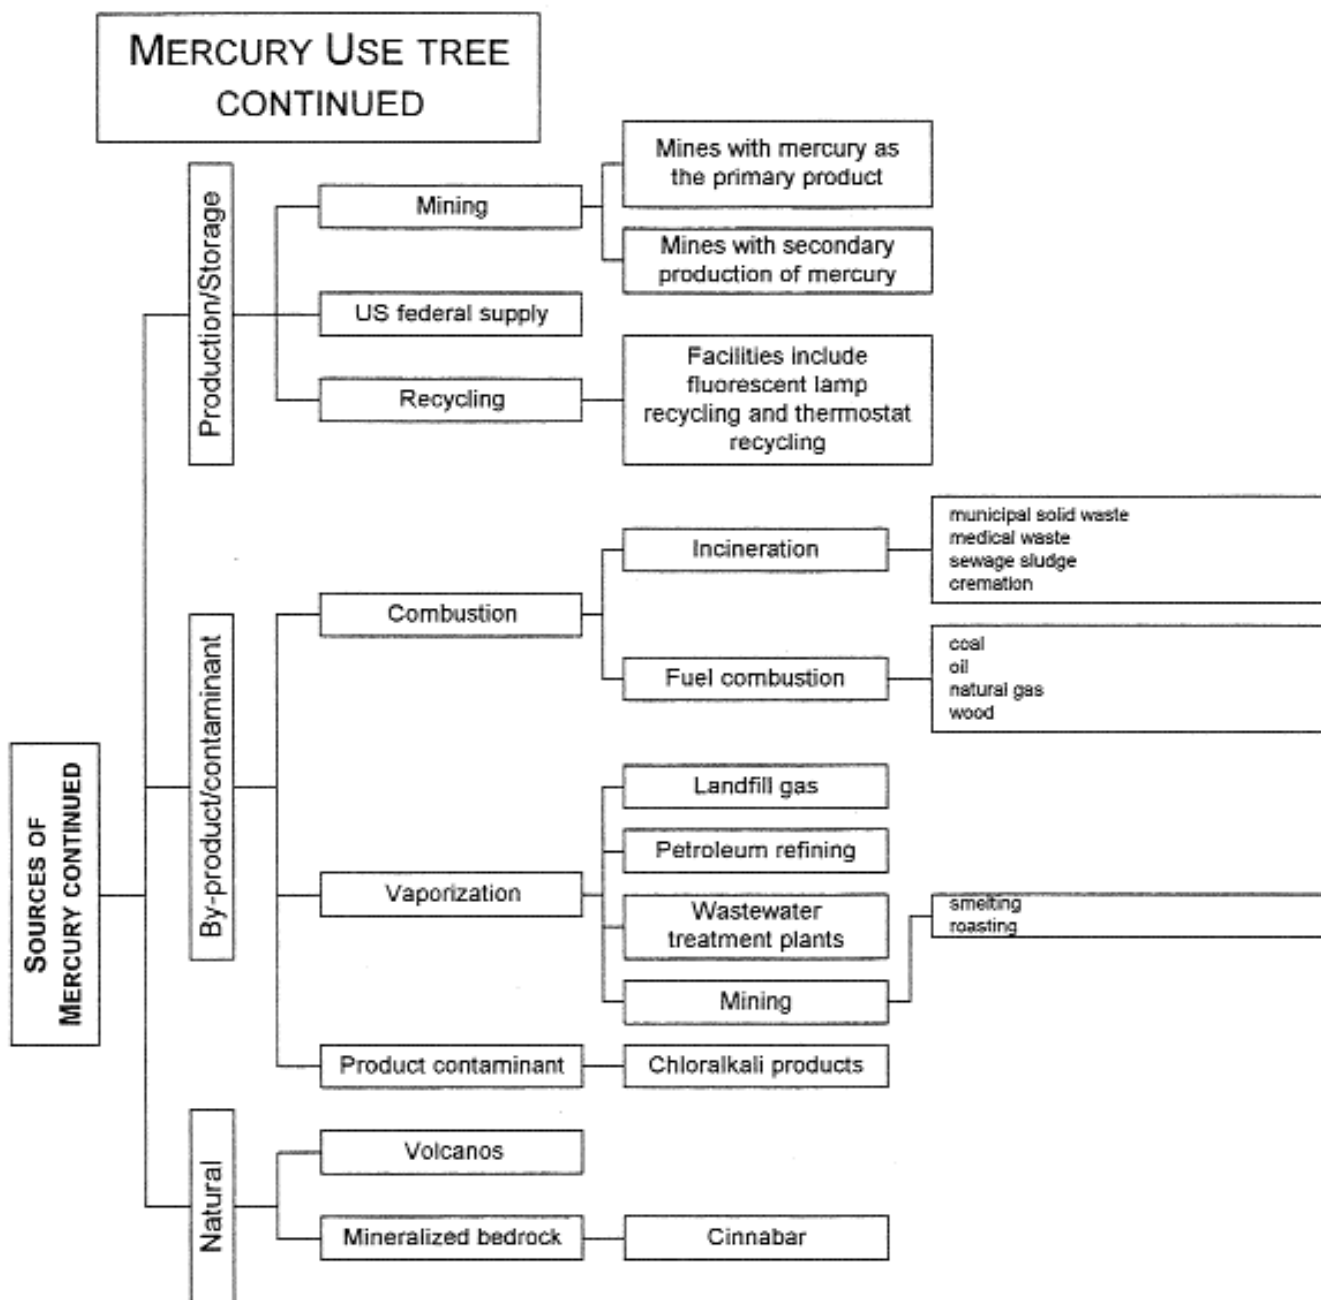 MERCURY USE TREE
CONTINUED
Production/Storage
Mining
Mines with mercury as
the primary product
Mines with secondary
production of mercury
US federal supply
Recycling
Facilities include
fluorescent lamp
recycling and thermostat
recycling
SOURCES OF
MERCURY CONTINUED
By-product/contaminant
Combustion
Incineration
municipal solid waste
medical waste
sewage sludge
cremation
Fuel combustion
coal
oil
natural gas
wood
Vaporization
Landfill gas
Petroleum refining
Wastewater
treatment plants
Mining
smelting
roasting
Product contaminant
Chloralkali products
Natural
Volcanos
Mineralized bedrock
Cinnabar